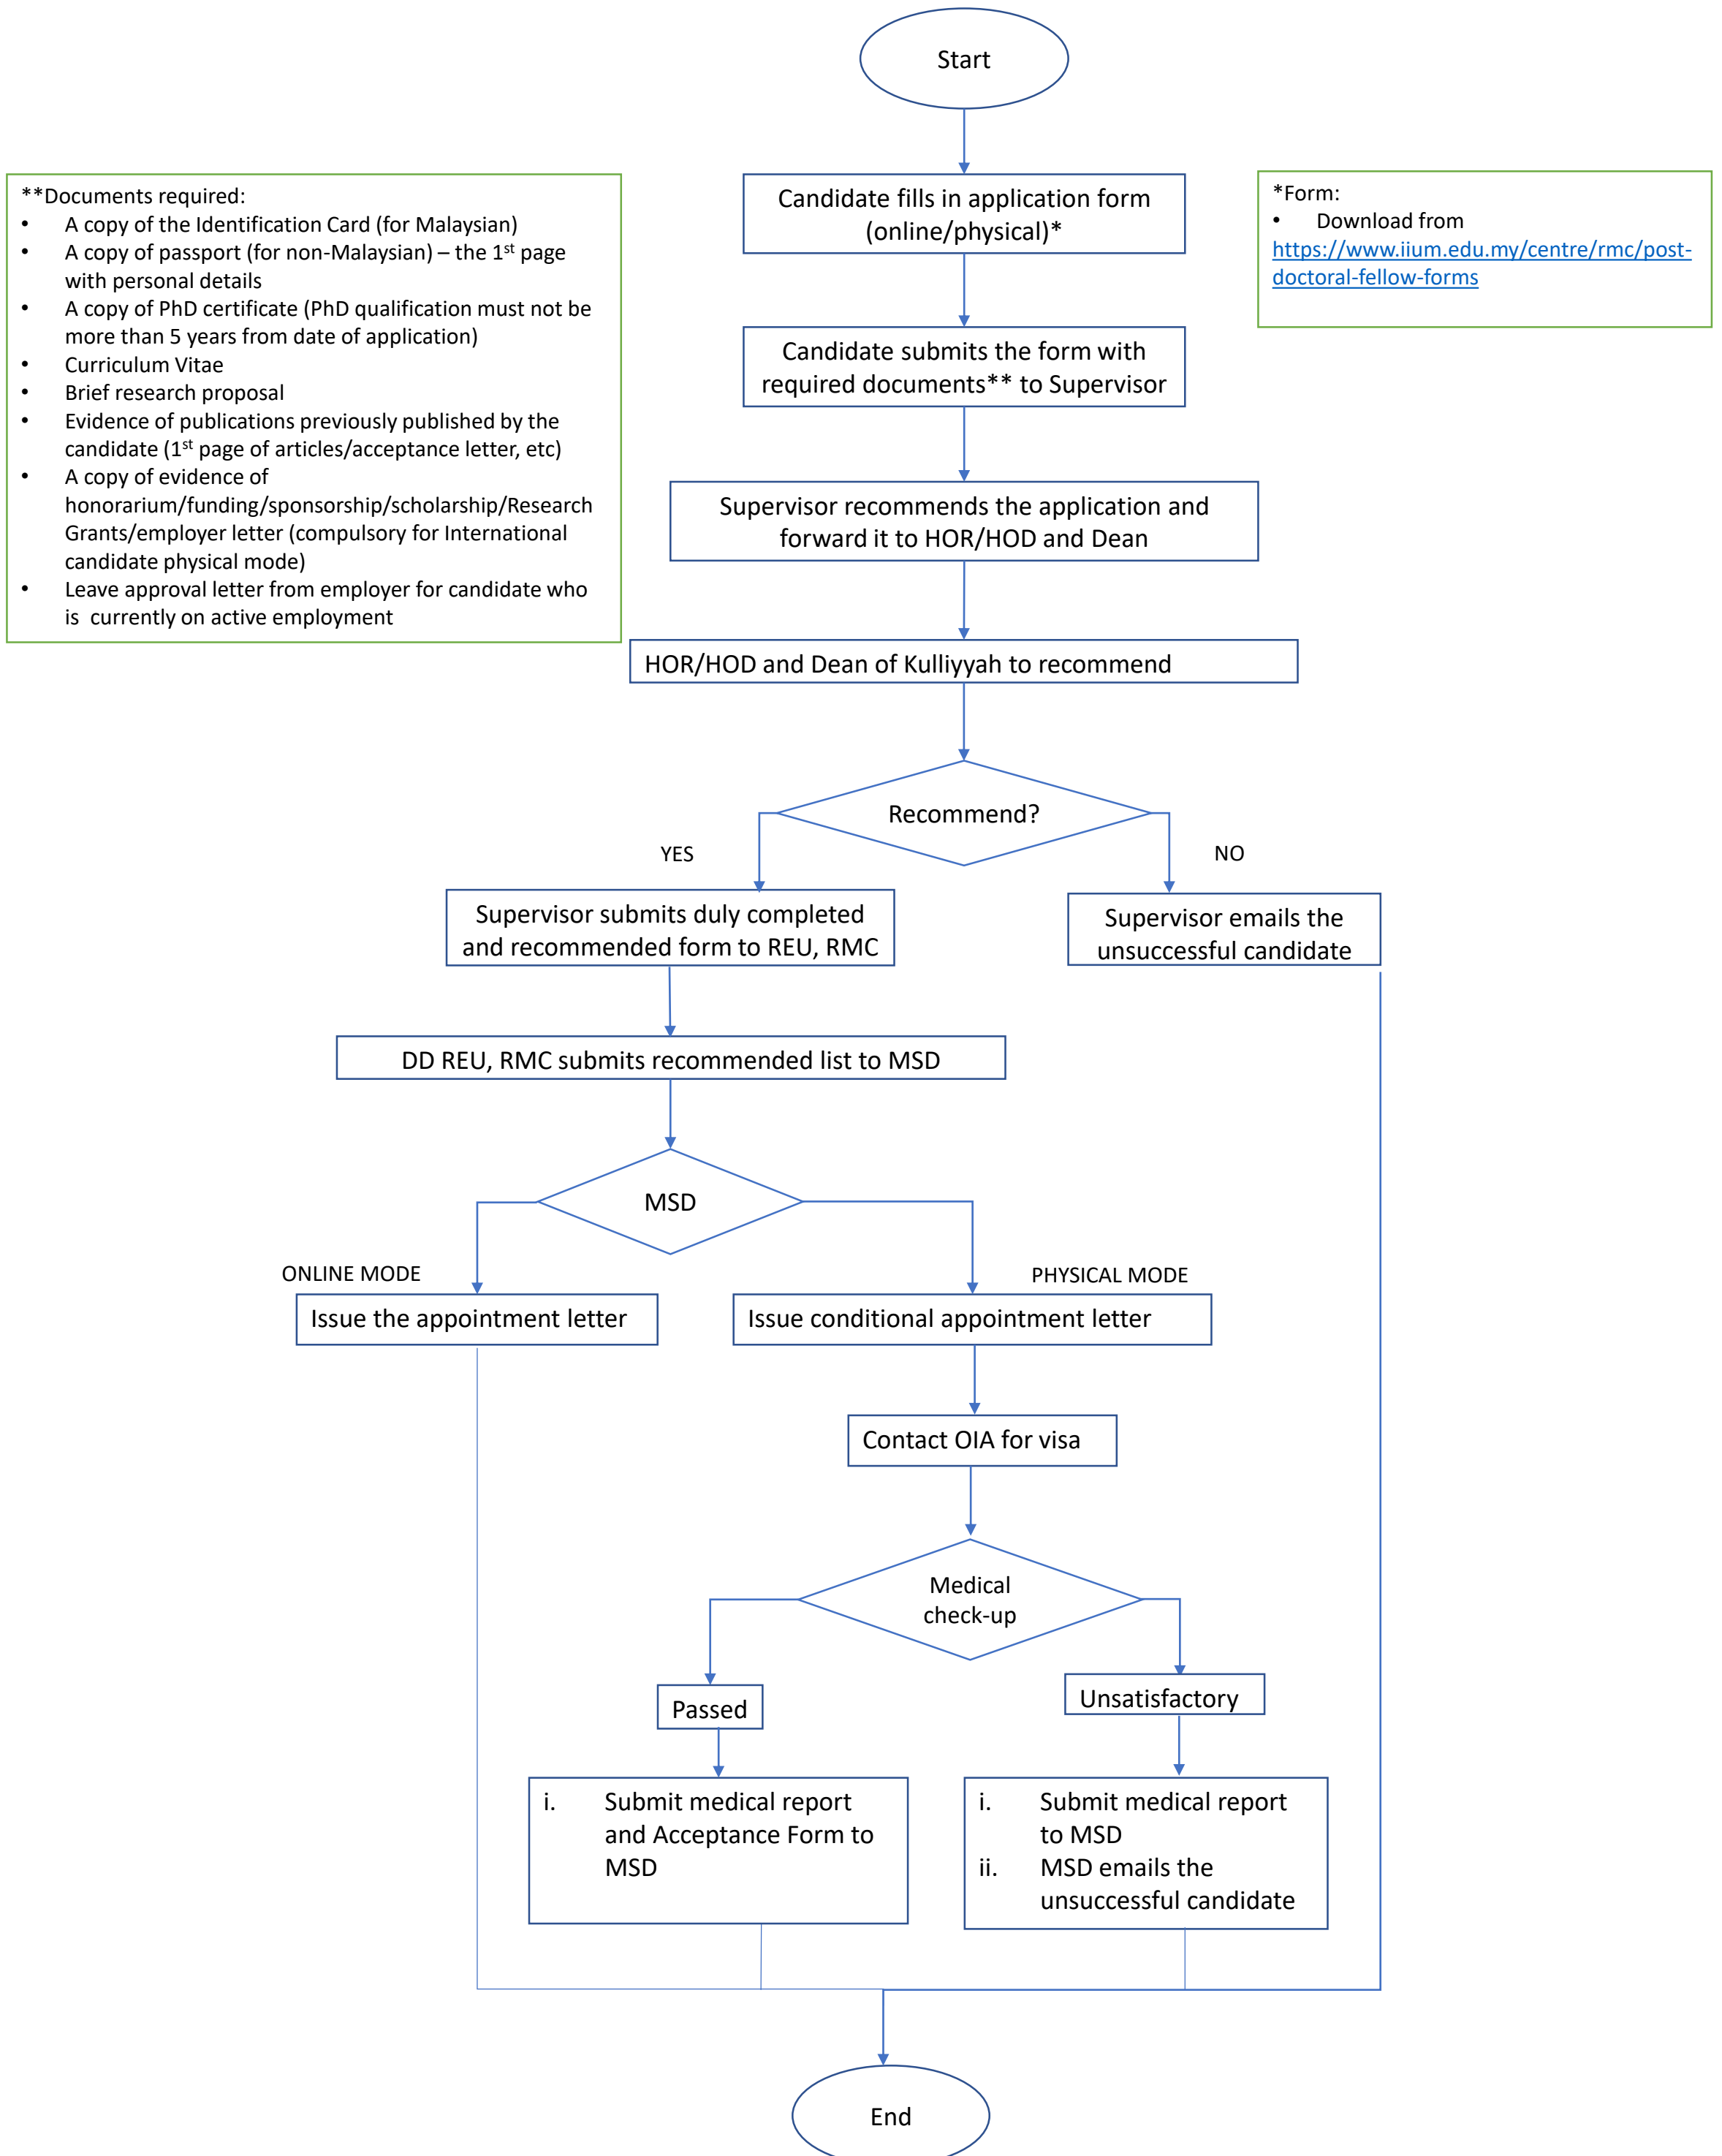 Start
**Documents required:
• A copy of the Identification Card (for Malaysian)
• A copy of passport (for non-Malaysian) – the 1st page
with personal details
• A copy of PhD certificate (PhD qualification must not be
more than 5 years from date of application)
• Curriculum Vitae
• Brief research proposal
• Evidence of publications previously published by the
candidate (1st page of articles/acceptance letter, etc)
• A copy of evidence of
honorarium/funding/sponsorship/scholarship/Research
Grants/employer letter (compulsory for International
candidate physical mode)
• Leave approval letter from employer for candidate who
is currently on active employment
Candidate fills in application form
(online/physical)*
*Form:
• Download from
https://www.iium.edu.my/centre/rmc/post-
doctoral-fellow-forms
Candidate submits the form with
required documents** to Supervisor
Supervisor recommends the application and
forward it to HOR/HOD and Dean
HOR/HOD and Dean of Kulliyyah to recommend
Recommend?
YES
NO
Supervisor submits duly completed
and recommended form to REU, RMC
Supervisor emails the
unsuccessful candidate
DD REU, RMC submits recommended list to MSD
MSD
ONLINE MODE
PHYSICAL MODE
Issue the appointment letter
Issue conditional appointment letter
Contact OIA for visa
Medical
check-up
Passed
Unsatisfactory
i. Submit medical report
and Acceptance Form to
MSD
i. Submit medical report
to MSD
ii. MSD emails the
unsuccessful candidate
End